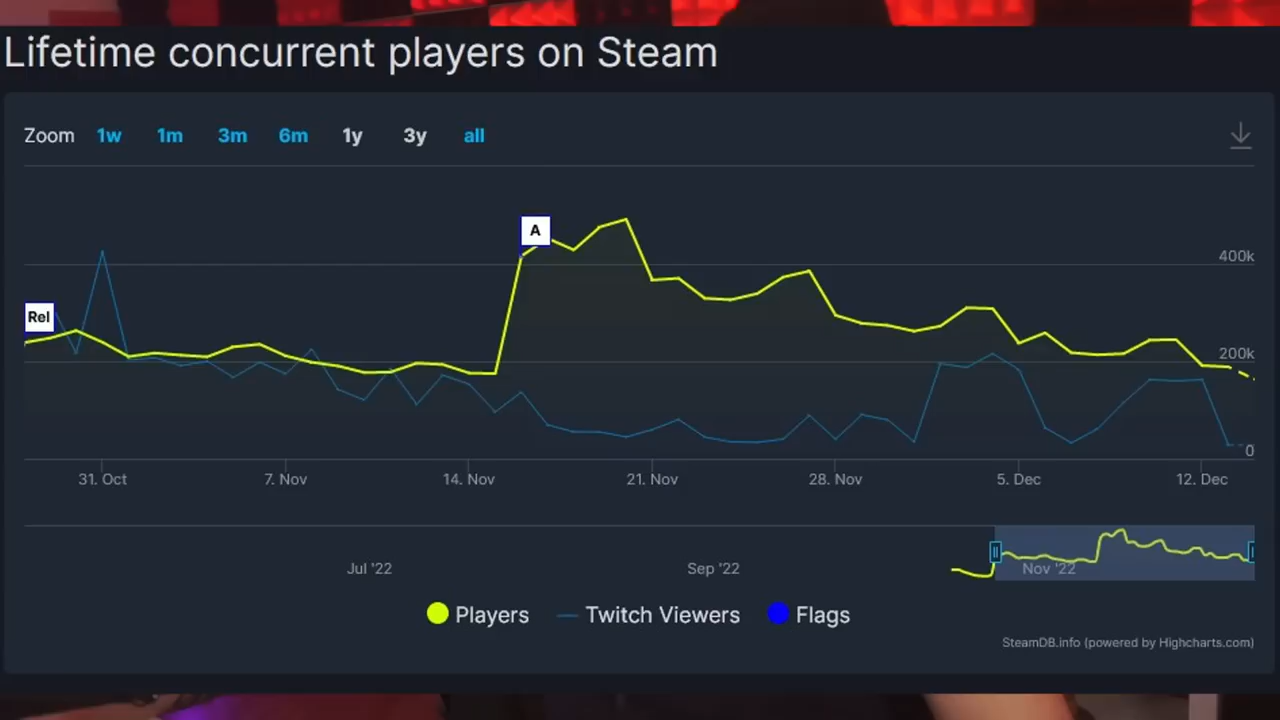 Lifetime concurrent players on Steam
Zoom 1w 1m 3m 6m 1y 3y all
A
400k
Rel
200k
0
31. Oct 7. Nov 14. Nov 21. Nov 28. Nov 5. Dec 12. Dec
Jul '22 Sep '22 Nov '22
Players Twitch Viewers Flags
SteamDB.info (powered by Highcharts.com)